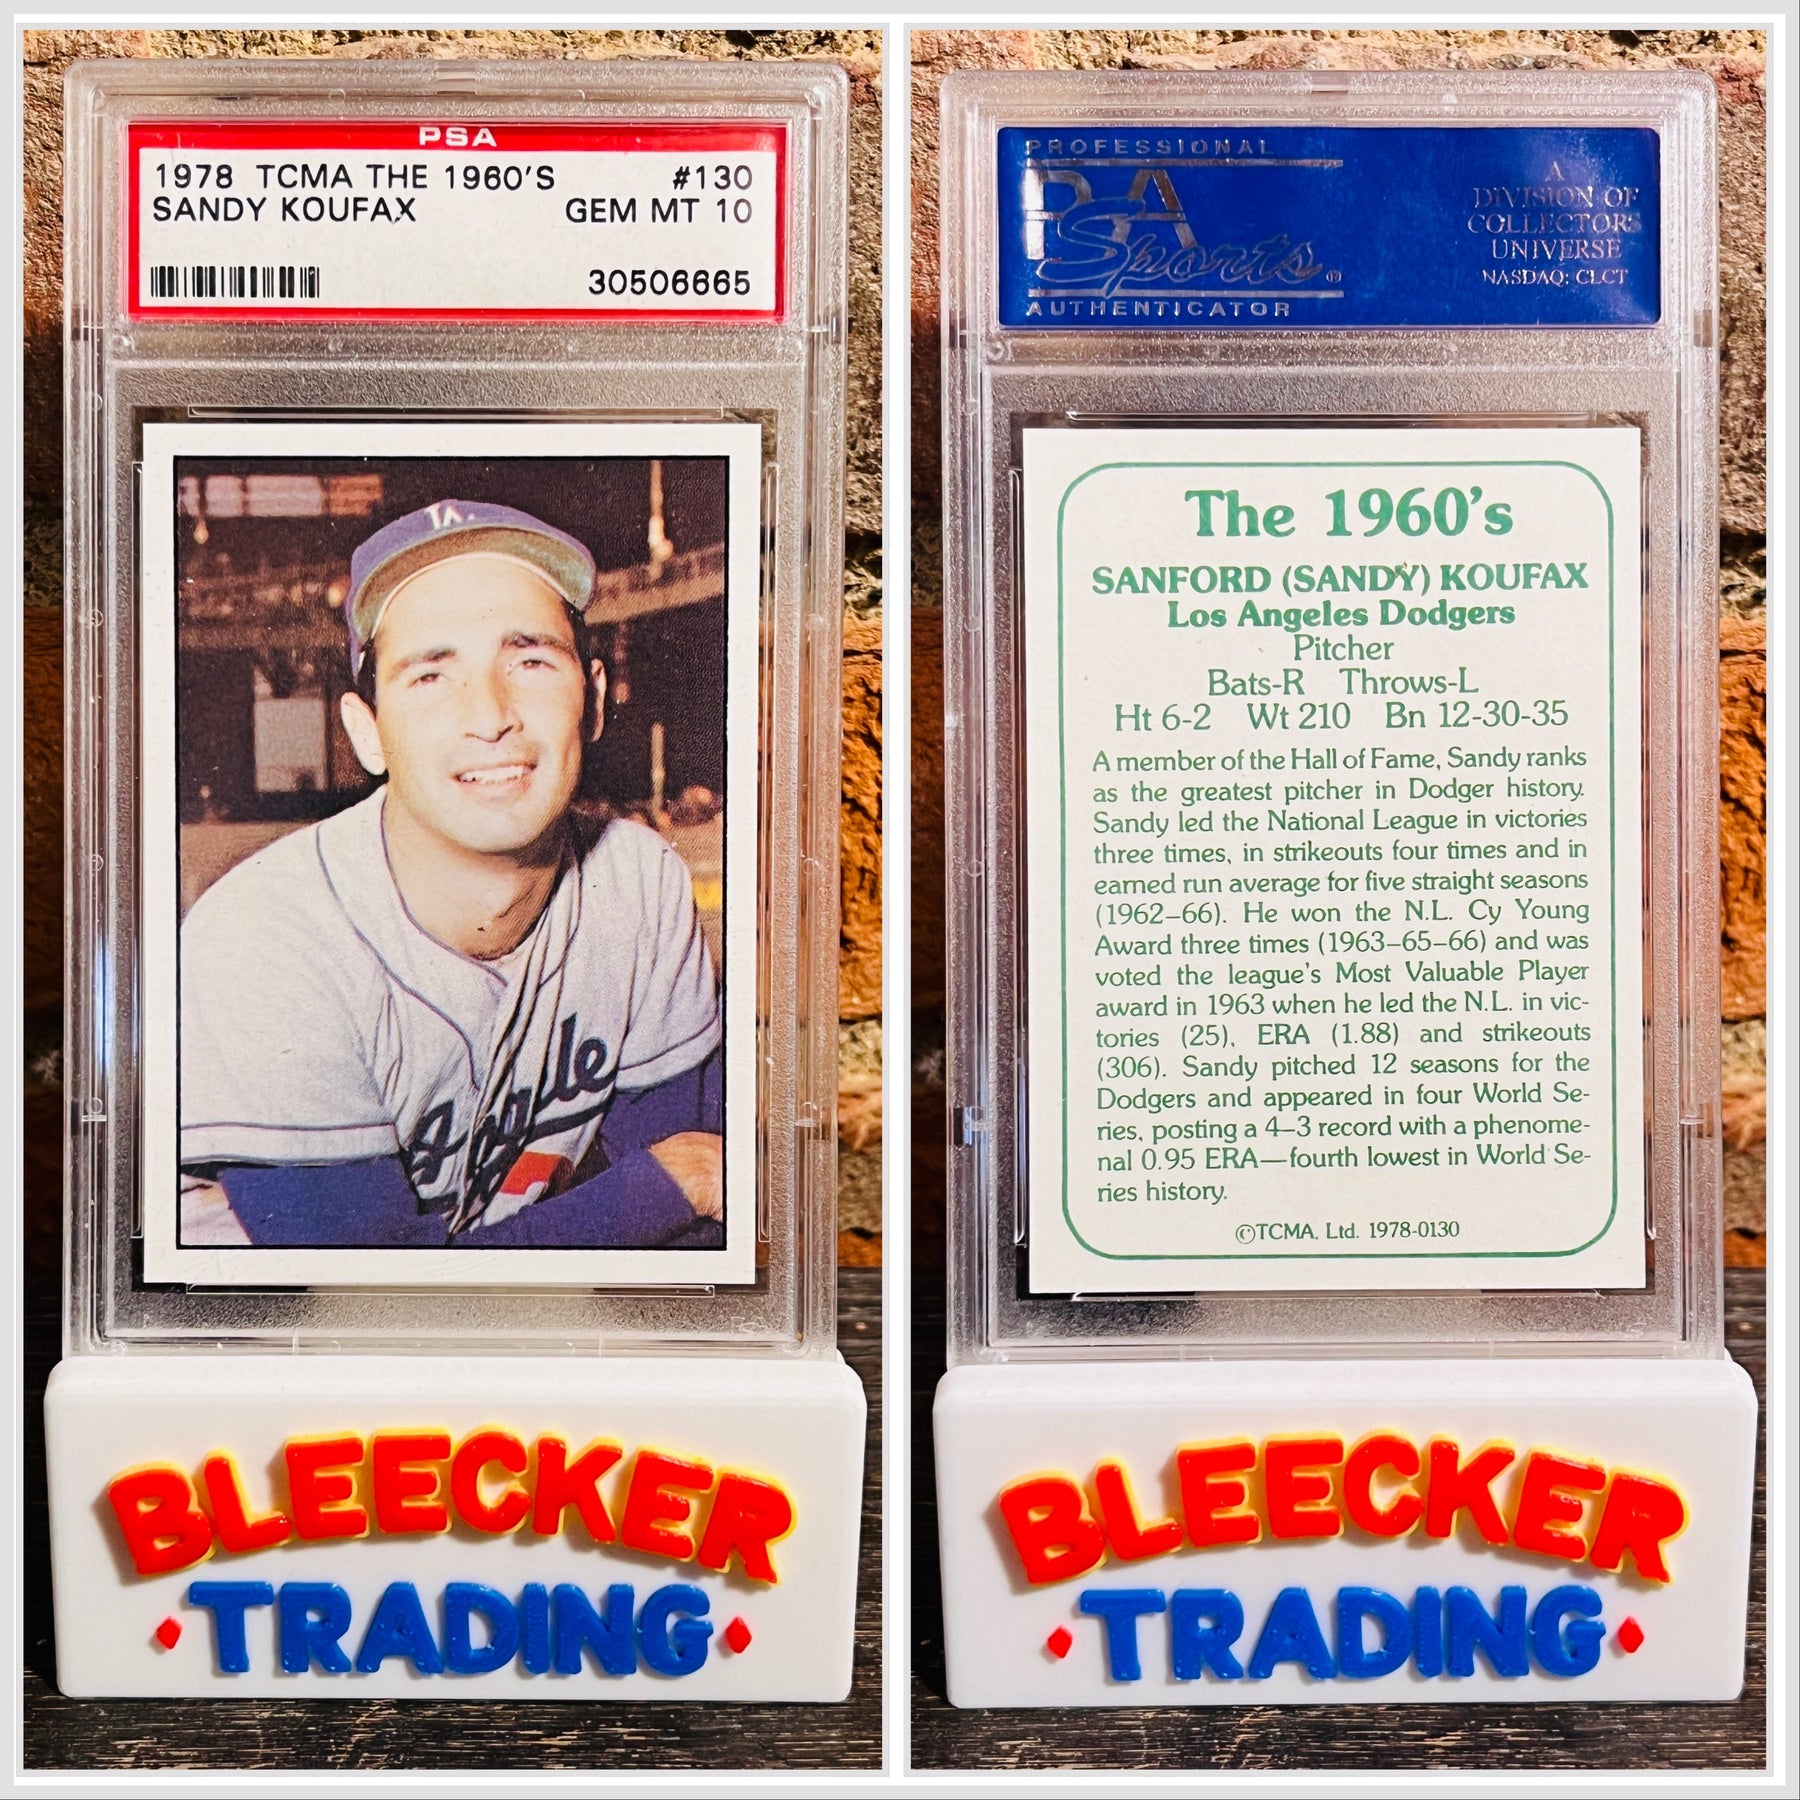 PSA
1978 TCMA THE 1960'S #130
SANDY KOUFAX GEM MT 10
30506665
LA
BLEECKER
TRADING
PROFESSIONAL
PSA
Sports ®
AUTHENTICATOR
A
DIVISION OF
COLLECTORS
UNIVERSE
NASDAQ: CLCT
The 1960's
SANFORD (SANDY) KOUFAX
Los Angeles Dodgers
Pitcher
Bats-R Throws-L
Ht 6-2 Wt 210 Bn 12-30-35
A member of the Hall of Fame, Sandy ranks
as the greatest pitcher in Dodger history.
Sandy led the National League in victories
three times, in strikeouts four times and in
earned run average for five straight seasons
(1962–66). He won the N.L. Cy Young
Award three times (1963–65–66) and was
voted the league's Most Valuable Player
award in 1963 when he led the N.L. in vic-
tories (25), ERA (1.88) and strikeouts
(306). Sandy pitched 12 seasons for the
Dodgers and appeared in four World Se-
ries, posting a 4–3 record with a phenome-
nal 0.95 ERA—fourth lowest in World Se-
ries history.
©TCMA, Ltd. 1978-0130
BLEECKER
TRADING